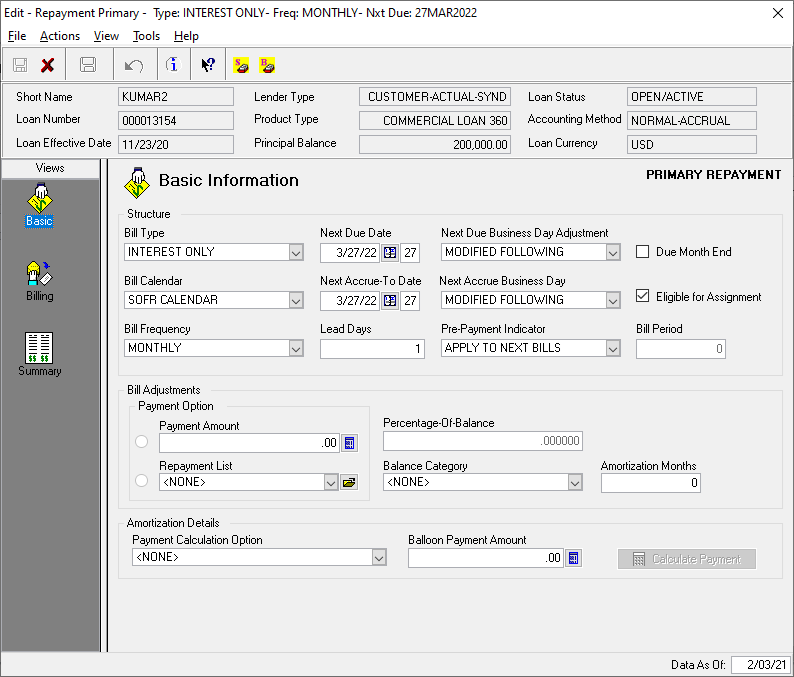 Edit - Repayment Primary - Type: INTEREST ONLY- Freq: MONTHLY- Nxt Due: 27MAR2022
File Actions View Tools Help
Short Name KUMAR2 Lender Type CUSTOMER-ACTUAL-SYND Loan Status OPEN/ACTIVE
Loan Number 000013154 Product Type COMMERCIAL LOAN 360 Accounting Method NORMAL-ACCRUAL
Loan Effective Date 11/23/20 Principal Balance 200,000.00 Loan Currency USD
Views
Basic
Billing
Summary
Basic Information PRIMARY REPAYMENT
Structure
Bill Type Next Due Date Next Due Business Day Adjustment
INTEREST ONLY 3/27/22 27 MODIFIED FOLLOWING Due Month End
Bill Calendar Next Accrue-To Date Next Accrue Business Day
SOFR CALENDAR 3/27/22 27 MODIFIED FOLLOWING Eligible for Assignment
Bill Frequency Lead Days Pre-Payment Indicator Bill Period
MONTHLY 1 APPLY TO NEXT BILLS 0
Bill Adjustments
Payment Option
Payment Amount Percentage-Of-Balance
.00 .000000
Repayment List Balance Category Amortization Months
<NONE> <NONE> 0
Amortization Details
Payment Calculation Option Balloon Payment Amount
<NONE> .00 Calculate Payment
Data As Of: 2/03/21